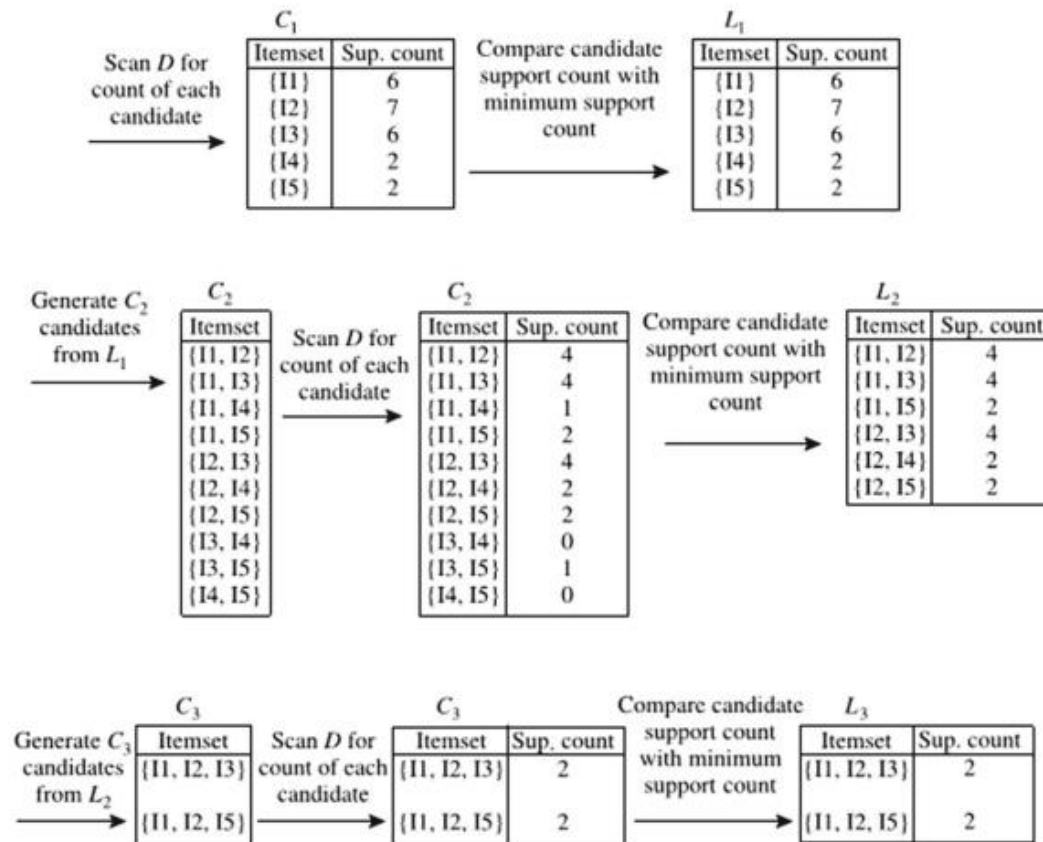 C1
L1
Scan D for
count of each
candidate
Itemset Sup. count
{I1} 6
{I2} 7
{I3} 6
{I4} 2
{I5} 2
Compare candidate
support count with
minimum support
count
Itemset Sup. count
{I1} 6
{I2} 7
{I3} 6
{I4} 2
{I5} 2
Generate C2
candidates
from L1
C2
Itemset
{I1, I2}
{I1, I3}
{I1, I4}
{I1, I5}
{I2, I3}
{I2, I4}
{I2, I5}
{I3, I4}
{I3, I5}
{I4, I5}
Scan D for
count of each
candidate
C2
Itemset Sup. count
{I1, I2} 4
{I1, I3} 4
{I1, I4} 1
{I1, I5} 2
{I2, I3} 4
{I2, I4} 2
{I2, I5} 2
{I3, I4} 0
{I3, I5} 1
{I4, I5} 0
Compare candidate
support count with
minimum support
count
L2
Itemset Sup. count
{I1, I2} 4
{I1, I3} 4
{I1, I5} 2
{I2, I3} 4
{I2, I4} 2
{I2, I5} 2
Generate C3
candidates
from L2
C3
Itemset
{I1, I2, I3}
{I1, I2, I5}
Scan D for
count of each
candidate
C3
Itemset Sup. count
{I1, I2, I3} 2
{I1, I2, I5} 2
Compare candidate
support count
with minimum
support count
L3
Itemset Sup. count
{I1, I2, I3} 2
{I1, I2, I5} 2